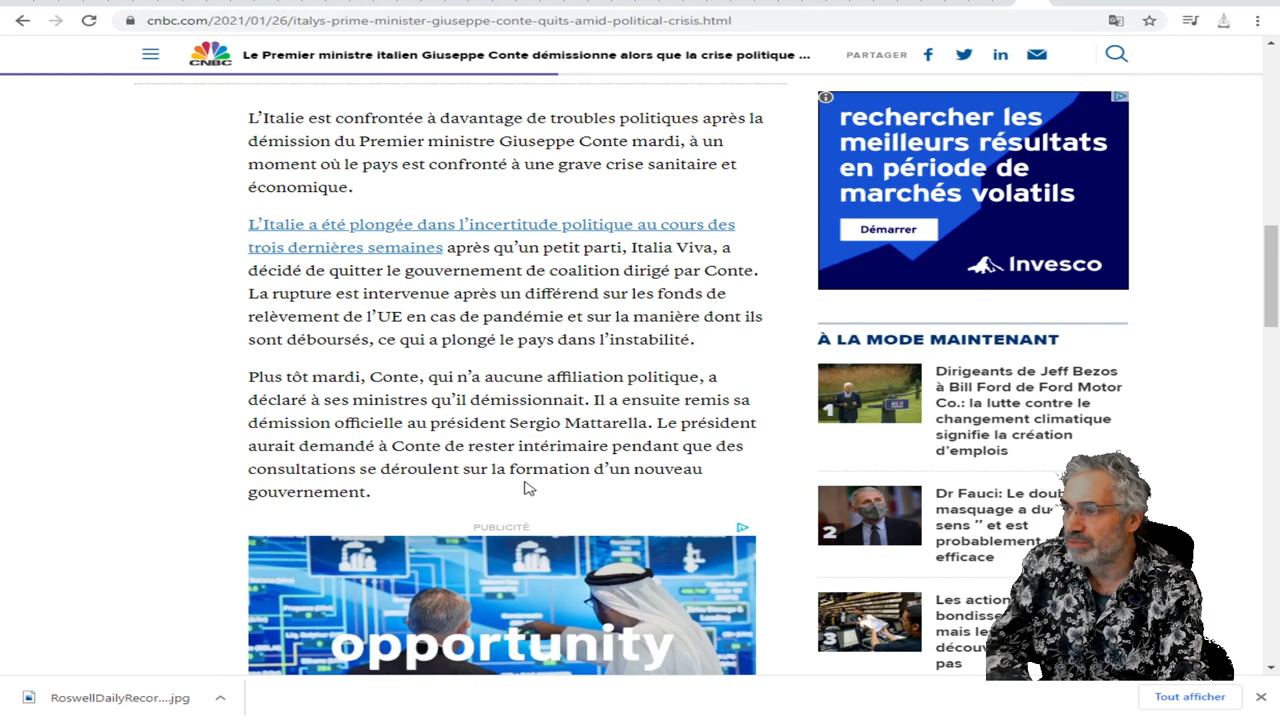 cnbc.com/2021/01/26/italys-prime-minister-giuseppe-conte-quits-amid-political-crisis.html
CNBC
Le Premier ministre italien Giuseppe Conte démissionne alors que la crise politique ...
PARTAGER
L'Italie est confrontée à davantage de troubles politiques après la
démission du Premier ministre Giuseppe Conte mardi, à un
moment où le pays est confronté à une grave crise sanitaire et
économique.
L'Italie a été plongée dans l'incertitude politique au cours des
trois dernières semaines après qu'un petit parti, Italia Viva, a
décidé de quitter le gouvernement de coalition dirigé par Conte.
La rupture est intervenue après un différend sur les fonds de
relèvement de l'UE en cas de pandémie et sur la manière dont ils
sont déboursés, ce qui a plongé le pays dans l'instabilité.
Plus tôt mardi, Conte, qui n'a aucune affiliation politique, a
déclaré à ses ministres qu'il démissionnait. Il a ensuite remis sa
démission officielle au président Sergio Mattarella. Le président
aurait demandé à Conte de rester intérimaire pendant que des
consultations se déroulent sur la formation d'un nouveau
gouvernement.
PUBLICITÉ
opportunity
rechercher les
meilleurs résultats
en période de
marchés volatils
Démarrer
Invesco
À LA MODE MAINTENANT
1
Dirigeants de Jeff Bezos
à Bill Ford de Ford Motor
Co.: la lutte contre le
changement climatique
signifie la création
d'emplois
2
Dr Fauci: Le
masquage a du
sens " et est
probablement
efficace
3
Les
bondisse
mais
pas
RoswellDailyRecor....jpg
Tout afficher